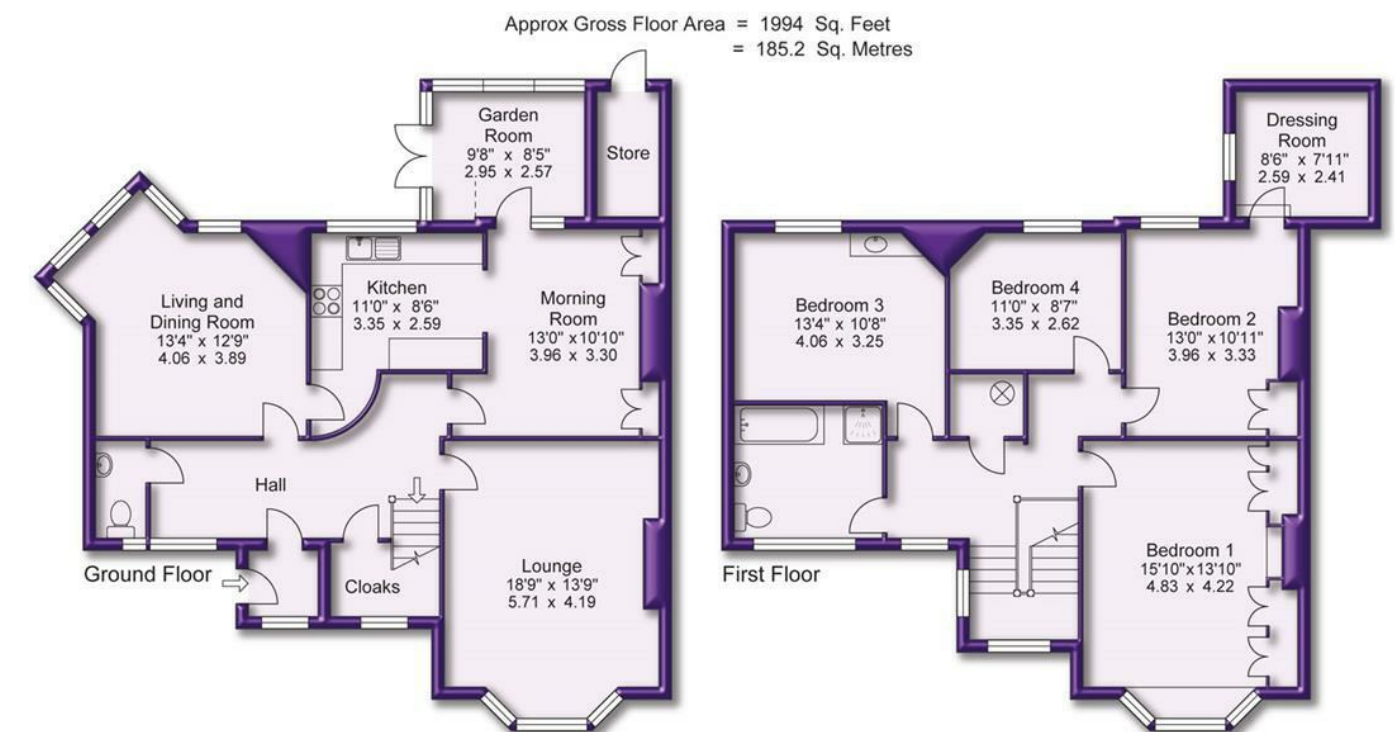 Approx Gross Floor Area = 1994 Sq. Feet
= 185.2 Sq. Metres
Garden
Room
9'8" x 8'5"
2.95 x 2.57
Store
Living and
Dining Room
13'4" x 12'9"
4.06 x 3.89
Kitchen
11'0" x 8'6"
3.35 x 2.59
Morning
Room
13'0" x10'10"
3.96 x 3.30
Hall
Cloaks
Lounge
18'9" x 13'9"
5.71 x 4.19
Ground Floor
Dressing
Room
8'6" x 7'11"
2.59 x 2.41
Bedroom 3
13'4" x 10'8"
4.06 x 3.25
Bedroom 4
11'0" x 8'7"
3.35 x 2.62
Bedroom 2
13'0" x10'11"
3.96 x 3.33
Bedroom 1
15'10"x13'10"
4.83 x 4.22
First Floor